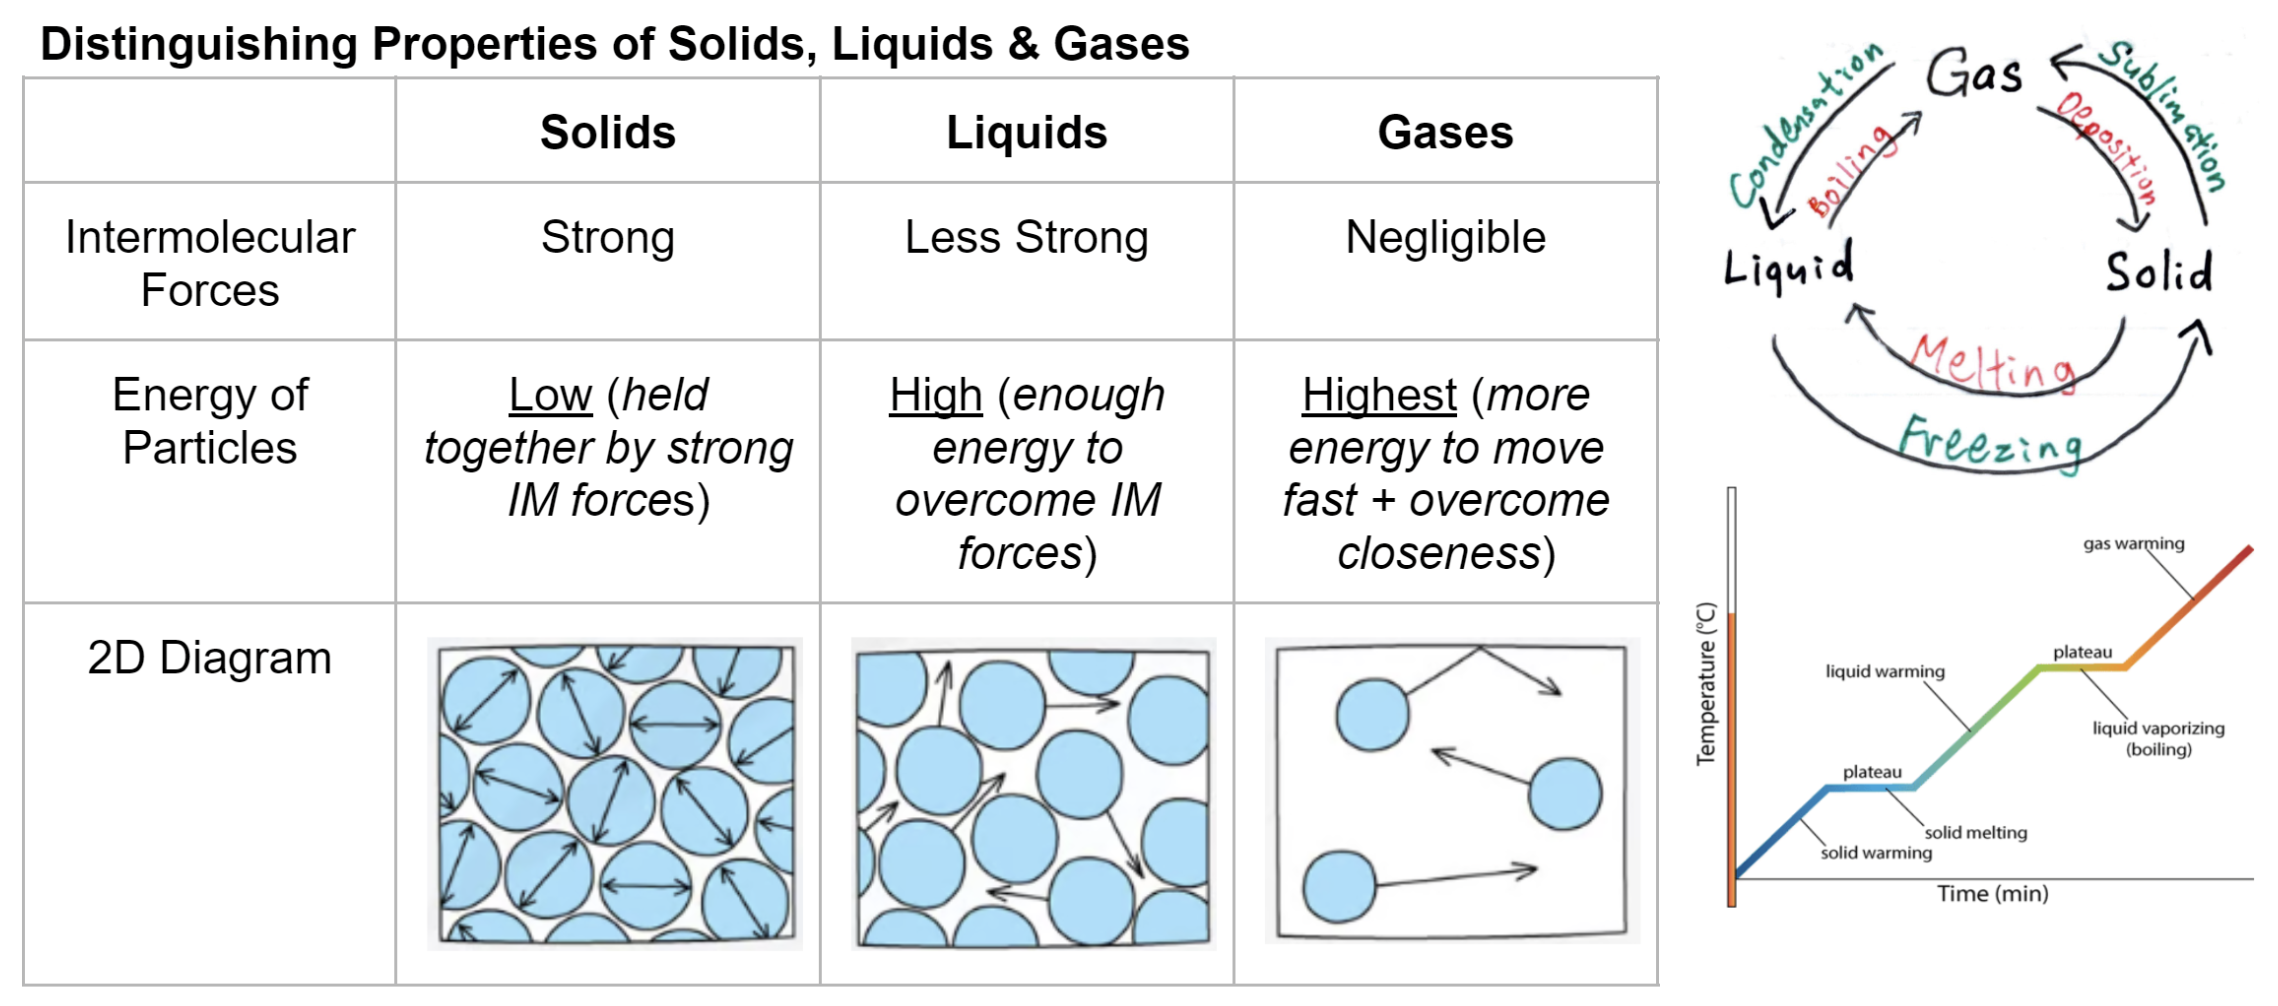 Distinguishing Properties of Solids, Liquids & Gases
Solids
Liquids
Gases
Intermolecular
Forces
Strong
Less Strong
Negligible
Energy of
Particles
Low (held
together by strong
IM forces)
High (enough
energy to
overcome IM
forces)
Highest (more
energy to move
fast + overcome
closeness)
2D Diagram
Gas
Condensation
Boiling
Sublimation
Deposition
Liquid
Solid
Melting
Freezing
Temperature (°C)
gas warming
plateau
liquid warming
liquid vaporizing
(boiling)
plateau
solid melting
solid warming
Time (min)